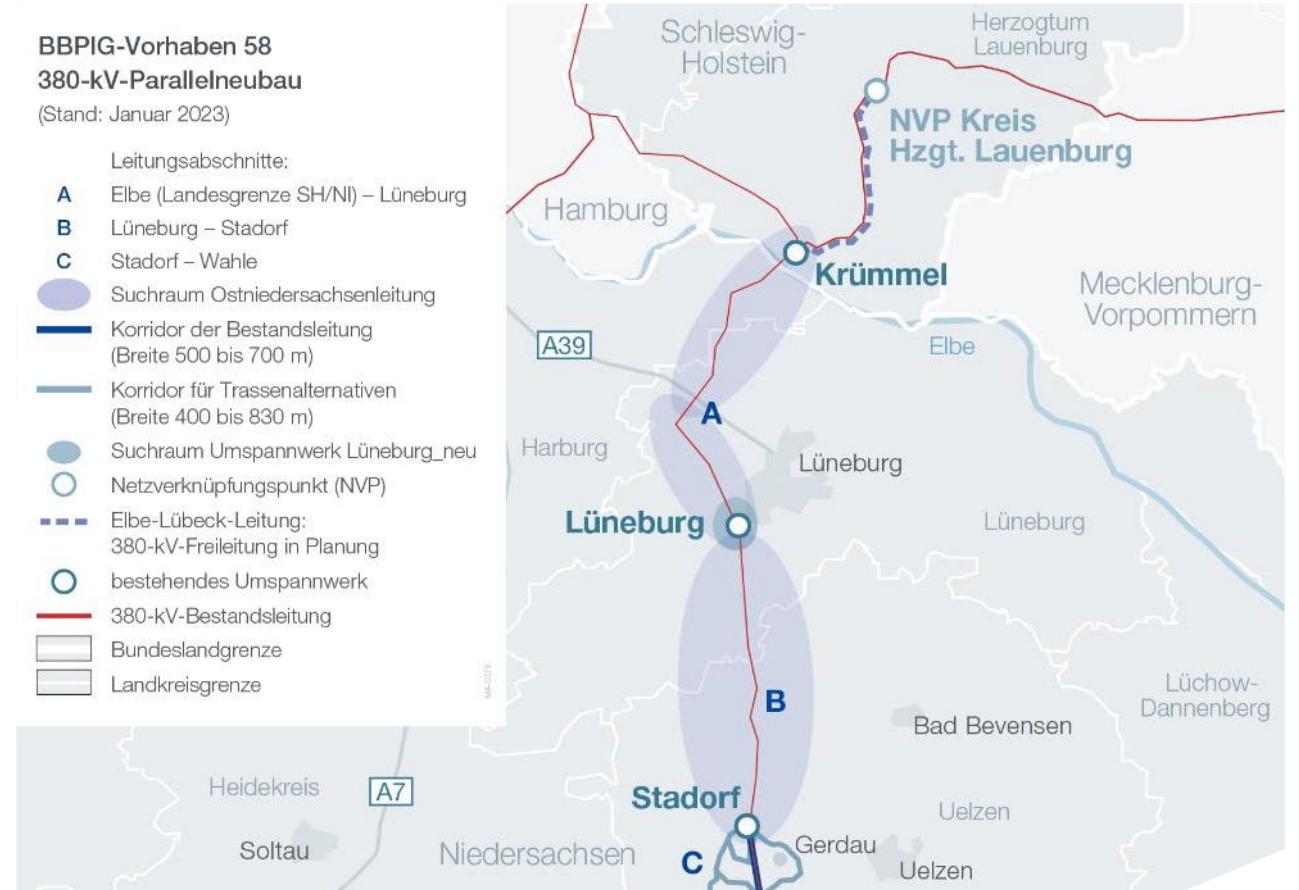 BBPlG-Vorhaben 58
380-kV-Parallelneubau
(Stand: Januar 2023)
Leitungsabschnitte:
A Elbe (Landesgrenze SH/NI) – Lüneburg
B Lüneburg – Stadorf
C Stadorf – Wahle
Suchraum Ostniedersachsenleitung
Korridor der Bestandsleitung
(Breite 500 bis 700 m)
Korridor für Trassenalternativen
(Breite 400 bis 830 m)
Suchraum Umspannwerk Lüneburg_neu
Netzverknüpfungspunkt (NVP)
Elbe-Lübeck-Leitung:
380-kV-Freileitung in Planung
bestehendes Umspannwerk
380-kV-Bestandsleitung
Bundeslandgrenze
Landkreisgrenze
Schleswig-
Holstein
Herzogtum
Lauenburg
NVP Kreis
Hzgt. Lauenburg
Hamburg
Krümmel
Mecklenburg-
Vorpommern
A39
Elbe
A
Harburg
Lüneburg
Lüneburg
Lüneburg
B
Lüchow-
Dannenberg
Bad Bevensen
Heidekreis
A7
Stadorf
Uelzen
Soltau
Niedersachsen
C
Gerdau
Uelzen